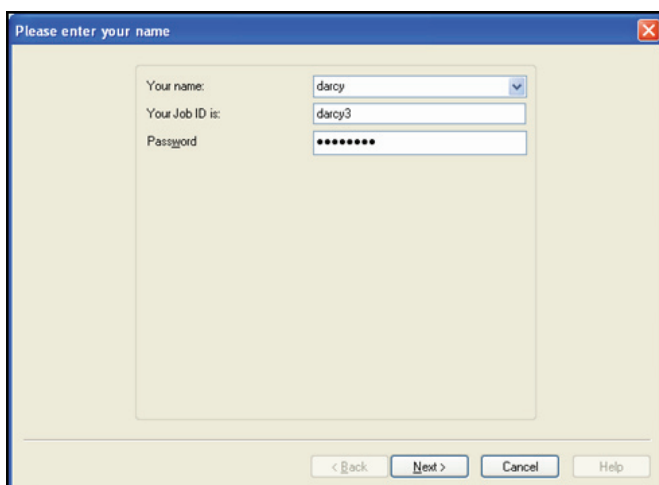 Please enter your name
Your name: darcy
Your Job ID is: darcy3
Password ••••••••
< Back Next > Cancel Help